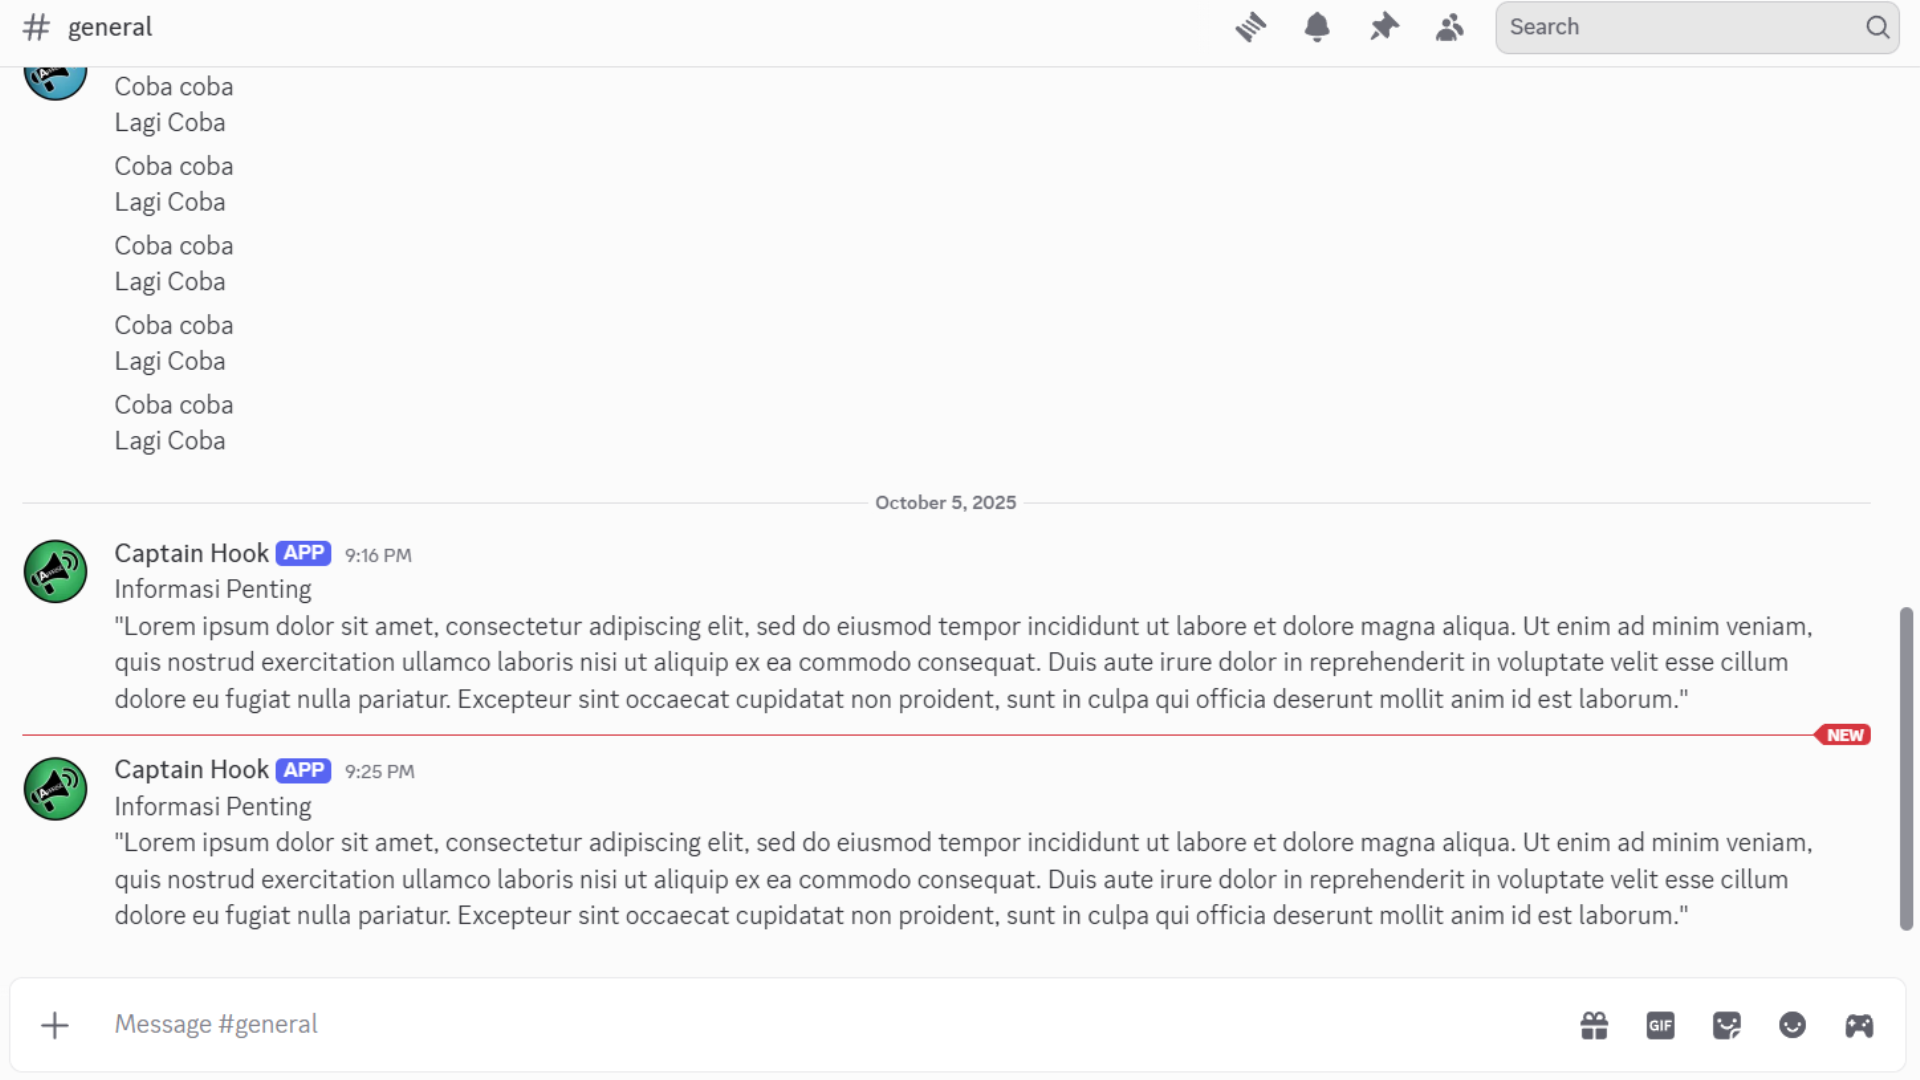 general
Search
Coba coba
Lagi Coba
Coba coba
Lagi Coba
Coba coba
Lagi Coba
Coba coba
Lagi Coba
Coba coba
Lagi Coba
October 5, 2025
Captain Hook APP 9:16 PM
Informasi Penting
"Lorem ipsum dolor sit amet, consectetur adipiscing elit, sed do eiusmod tempor incididunt ut labore et dolore magna aliqua. Ut enim ad minim veniam,
quis nostrud exercitation ullamco laboris nisi ut aliquip ex ea commodo consequat. Duis aute irure dolor in reprehenderit in voluptate velit esse cillum
dolore eu fugiat nulla pariatur. Excepteur sint occaecat cupidatat non proident, sunt in culpa qui officia deserunt mollit anim id est laborum."
NEW
Captain Hook APP 9:25 PM
Informasi Penting
"Lorem ipsum dolor sit amet, consectetur adipiscing elit, sed do eiusmod tempor incididunt ut labore et dolore magna aliqua. Ut enim ad minim veniam,
quis nostrud exercitation ullamco laboris nisi ut aliquip ex ea commodo consequat. Duis aute irure dolor in reprehenderit in voluptate velit esse cillum
dolore eu fugiat nulla pariatur. Excepteur sint occaecat cupidatat non proident, sunt in culpa qui officia deserunt mollit anim id est laborum."
Message #general
GIF